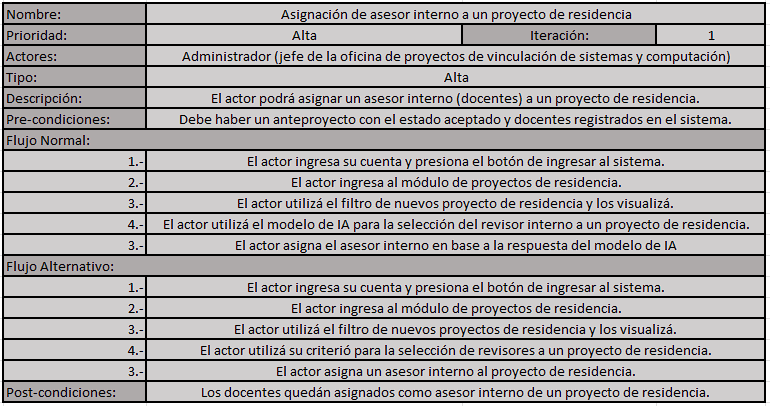 Nombre: Asignación de asesor interno a un proyecto de residencia
Prioridad: Alta Iteración: 1
Actores: Administrador (jefe de la oficina de proyectos de vinculación de sistemas y computación)
Tipo: Alta
Descripción: El actor podrá asignar un asesor interno (docentes) a un proyecto de residencia.
Pre-condiciones: Debe haber un anteproyecto con el estado aceptado y docentes registrados en el sistema.
Flujo Normal:
1.- El actor ingresa su cuenta y presiona el botón de ingresar al sistema.
2.- El actor ingresa al módulo de proyectos de residencia.
3.- El actor utilizá el filtro de nuevos proyecto de residencia y los visualizá.
4.- El actor utilizá el modelo de IA para la selección del revisor interno a un proyecto de residencia.
3.- El actor asigna el asesor interno en base a la respuesta del modelo de IA
Flujo Alternativo:
1.- El actor ingresa su cuenta y presiona el botón de ingresar al sistema.
2.- El actor ingresa al módulo de proyectos de residencia.
3.- El actor utilizá el filtro de nuevos proyectos de residencia y los visualizá.
4.- El actor utilizá su criterió para la selección de revisores a un proyecto de residencia.
3.- El actor asigna un asesor interno al proyecto de residencia.
Post-condiciones: Los docentes quedán asignados como asesor interno de un proyecto de residencia.